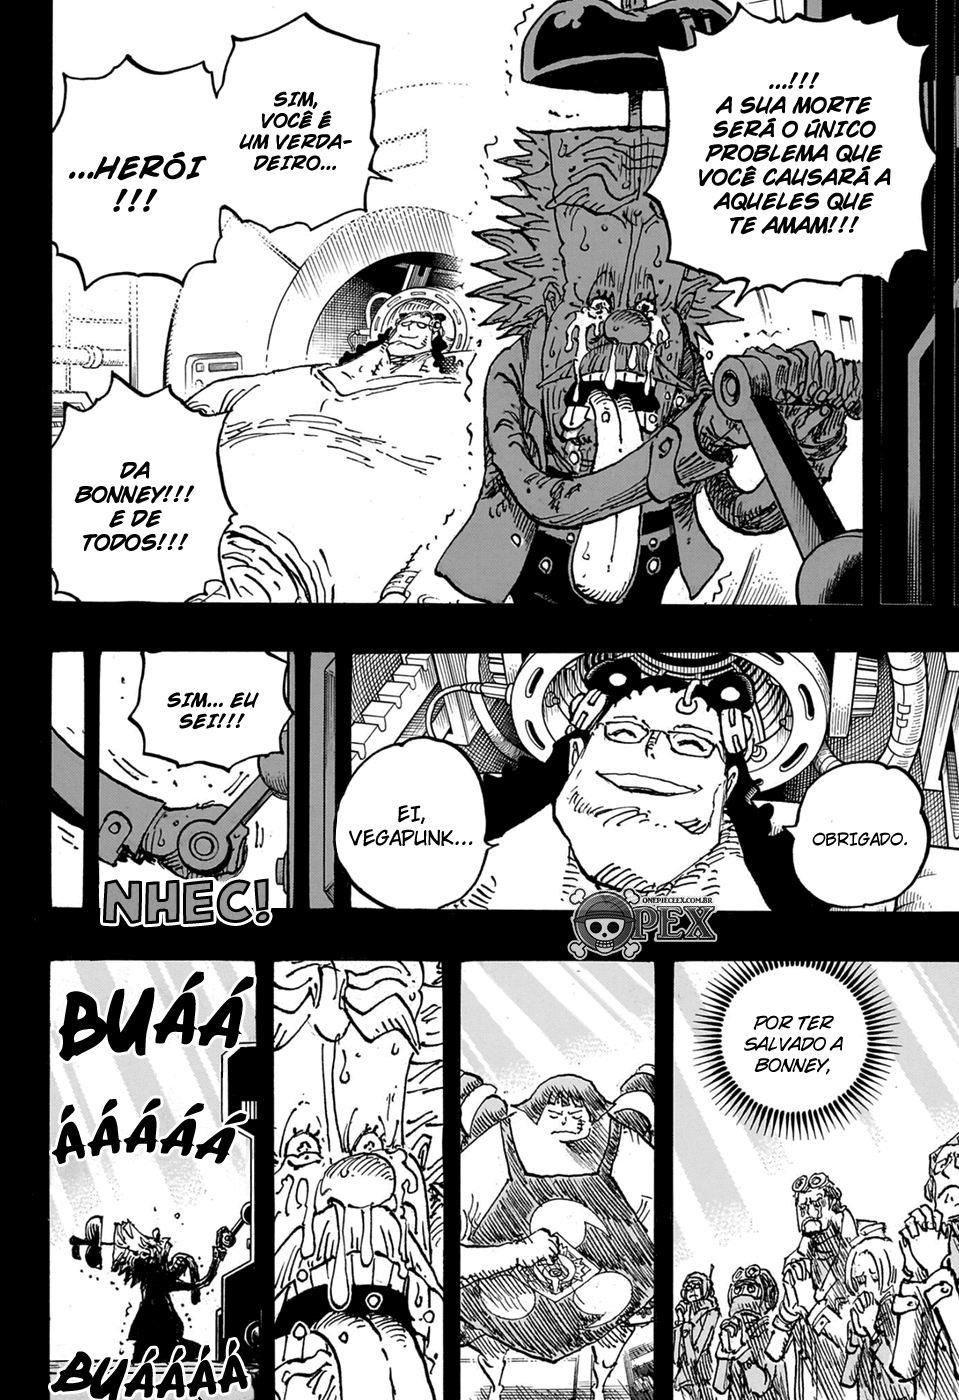 ...!!!
A SUA MORTE
SERÁ O ÚNICO
PROBLEMA QUE
VOCÊ CAUSARÁ A
AQUELES QUE
TE AMAM!!!
SIM,
VOCÊ É
UM VERDA-
DEIRO...
...HERÓI
!!!
DA
BONNEY!!!
E DE
TODOS!!!
SIM... EU
SEI!!!
NHEC!
EI,
VEGAPUNK...
OBRIGADO.
ONEPIECEEX.COM.BR
OPEX
BUÁÁ
ÁÁÁÁÁ
BUÁÁÁÁ
POR TER
SALVADO A
BONNEY,